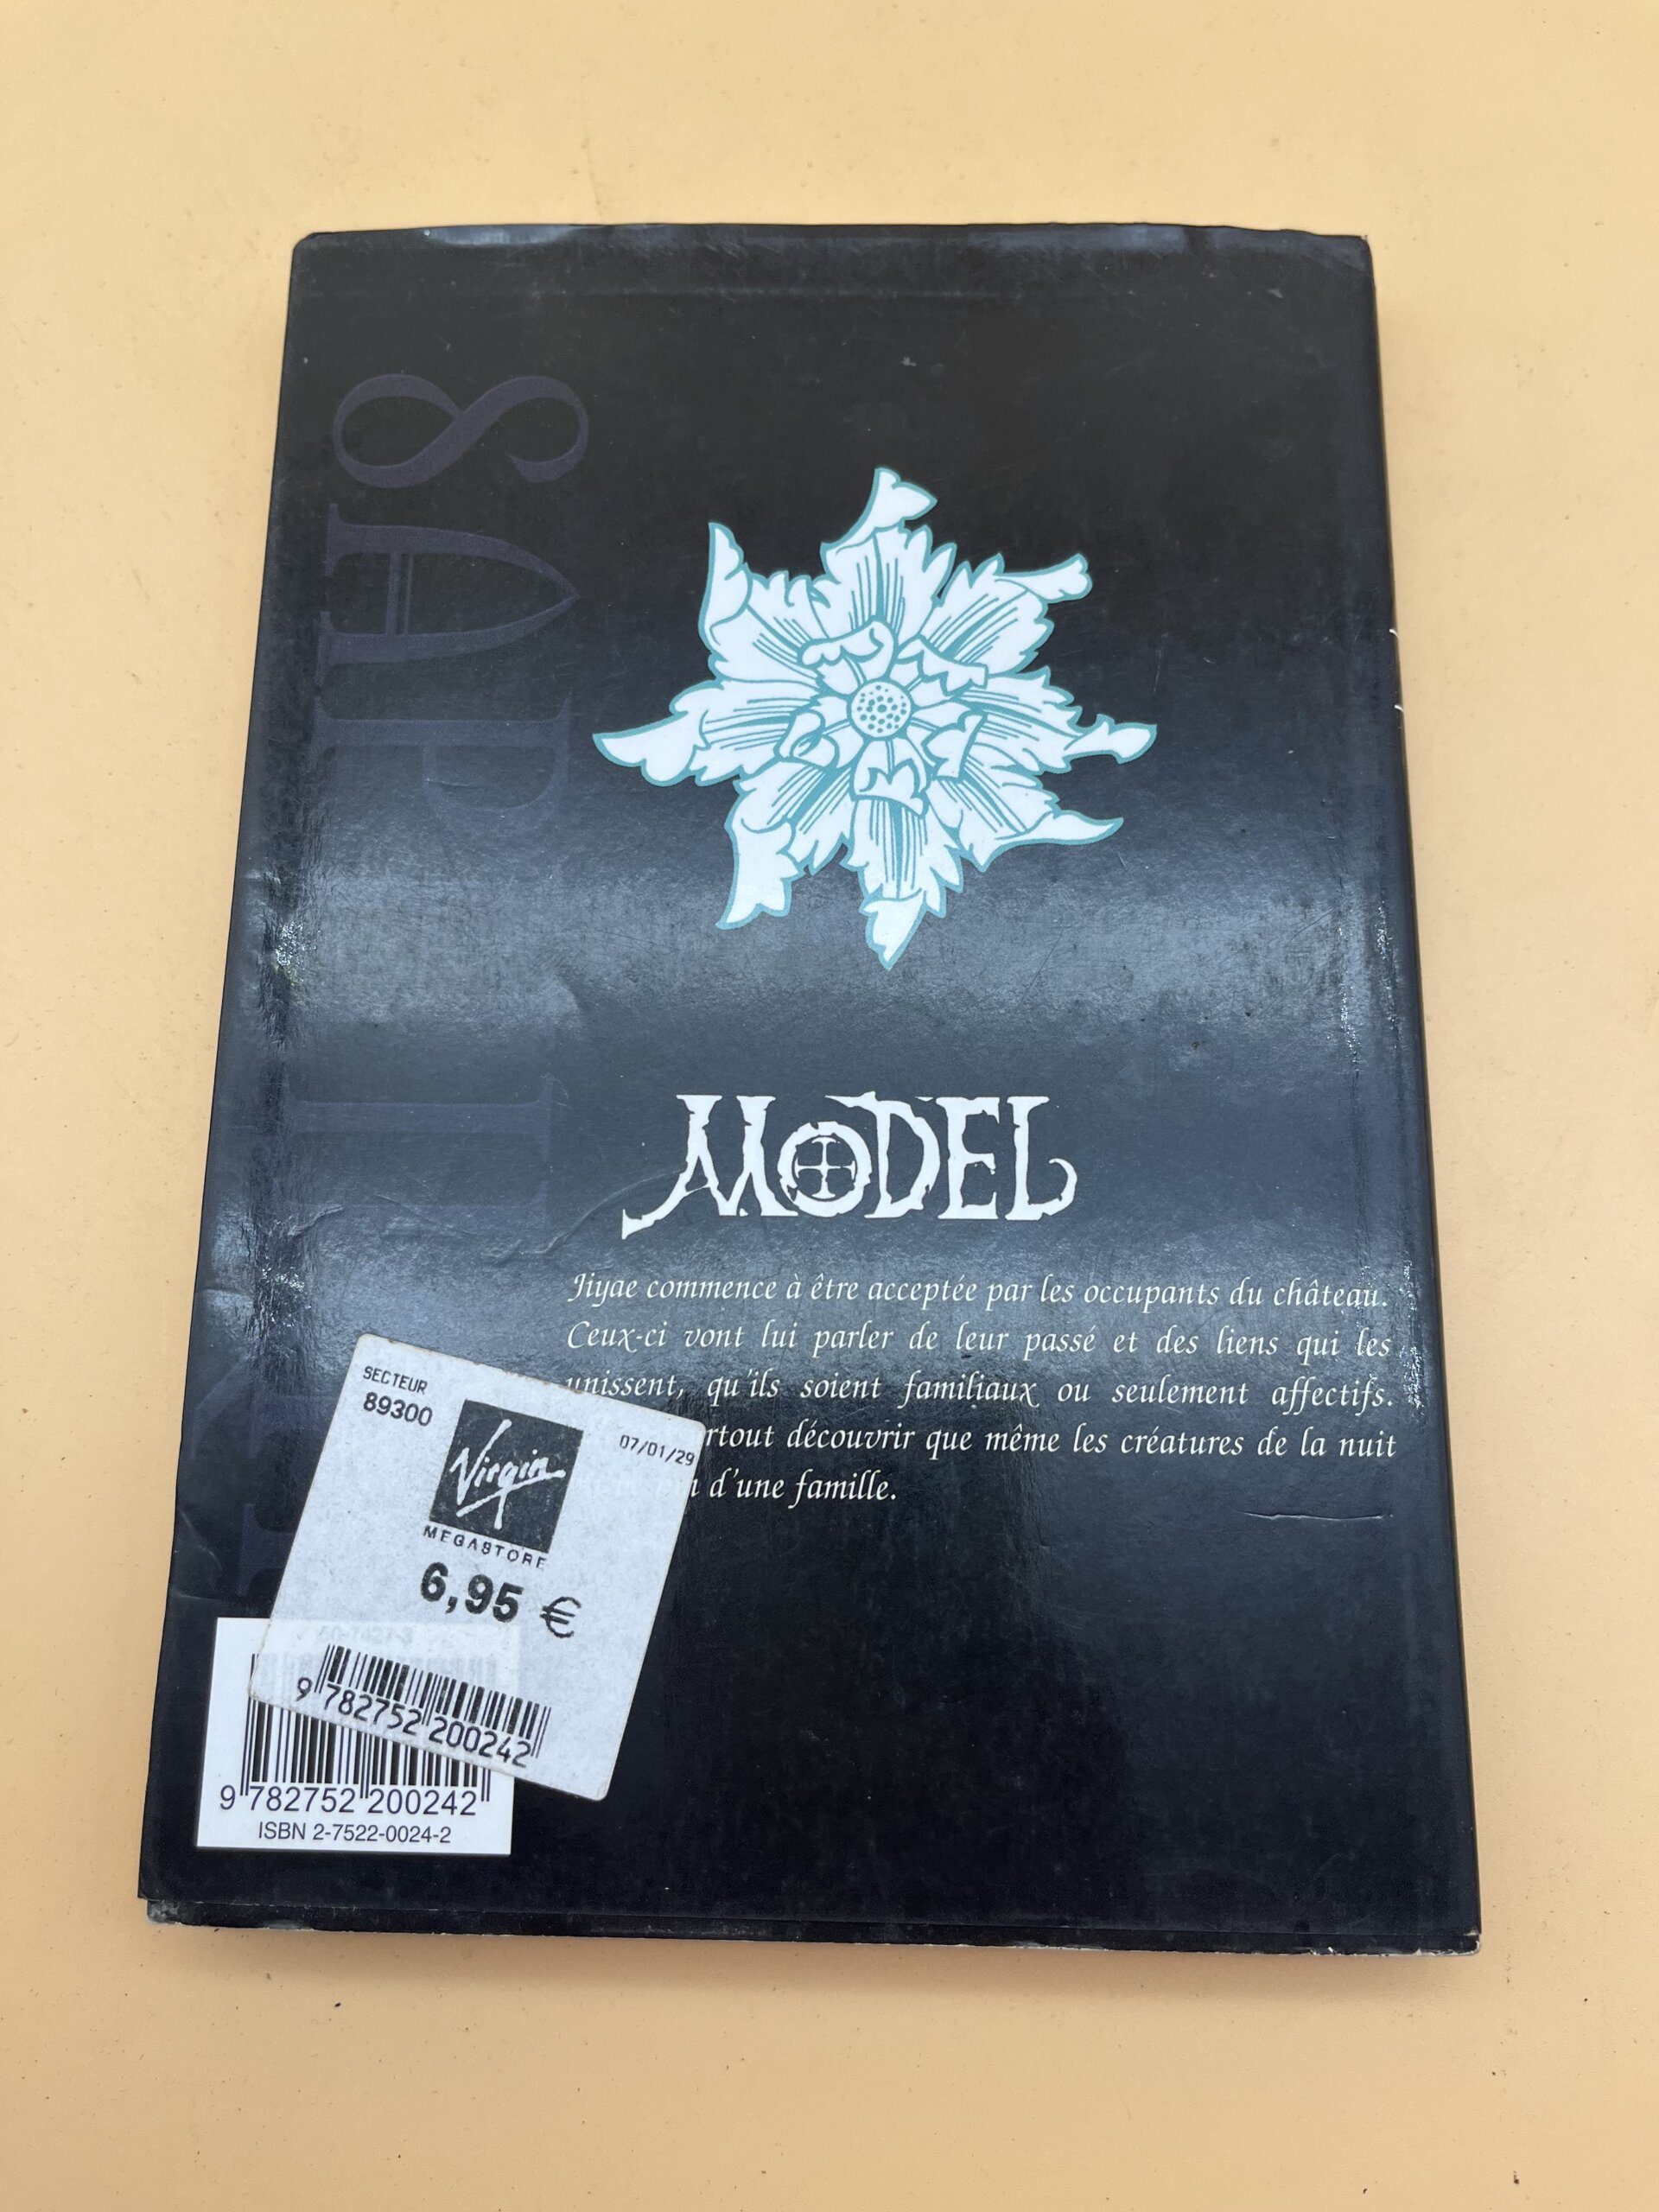 SAPHIRA
MODEL
Jiyae commence à être acceptée par les occupants du château.
Ceux-ci vont lui parler de leur passé et des liens qui les
unissent, qu'ils soient familiaux ou seulement affectifs.
rtout découvrir que même les créatures de la nuit
d'une famille.
SECTEUR
89300
07/01/29
Virgin
MEGASTORE
6,95 €
9 782752 200242
9 782752 200242
ISBN 2-7522-0024-2